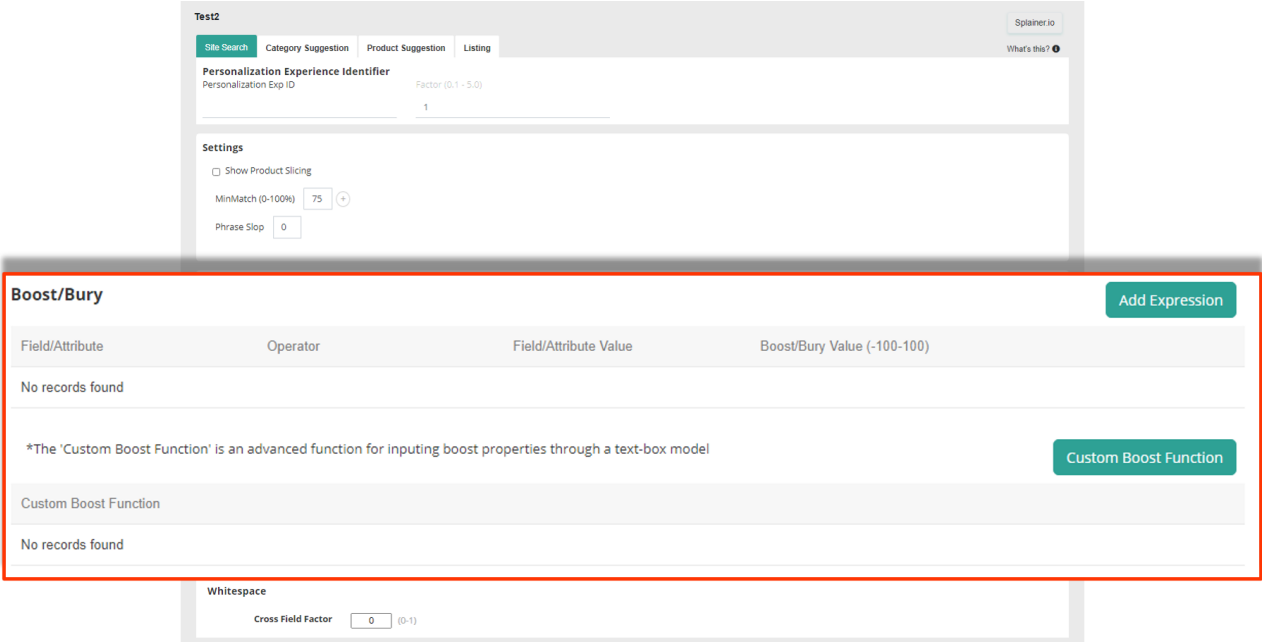 Test2
Splainer.io
Site Search Category Suggestion Product Suggestion Listing
What's this?
Personalization Experience Identifier
Personalization Exp ID Factor (0.1 - 5.0)
1
Settings
Show Product Slicing
MinMatch (0-100%) 75 +
Phrase Slop 0
Boost/Bury
Add Expression
Field/Attribute Operator Field/Attribute Value Boost/Bury Value (-100-100)
No records found
*The 'Custom Boost Function' is an advanced function for inputing boost properties through a text-box model
Custom Boost Function
Custom Boost Function
No records found
Whitespace
Cross Field Factor 0 (0-1)